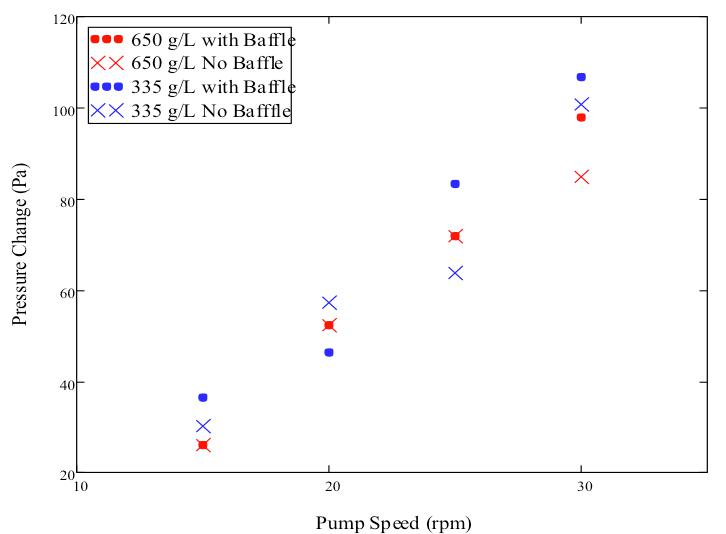 120
650 g/L with Baffle
650 g/L No Baffle
335 g/L with Baffle
335 g/L No Baffle
100
80
60
40
20
10
20
30
Pressure Change (Pa)
Pump Speed (rpm)